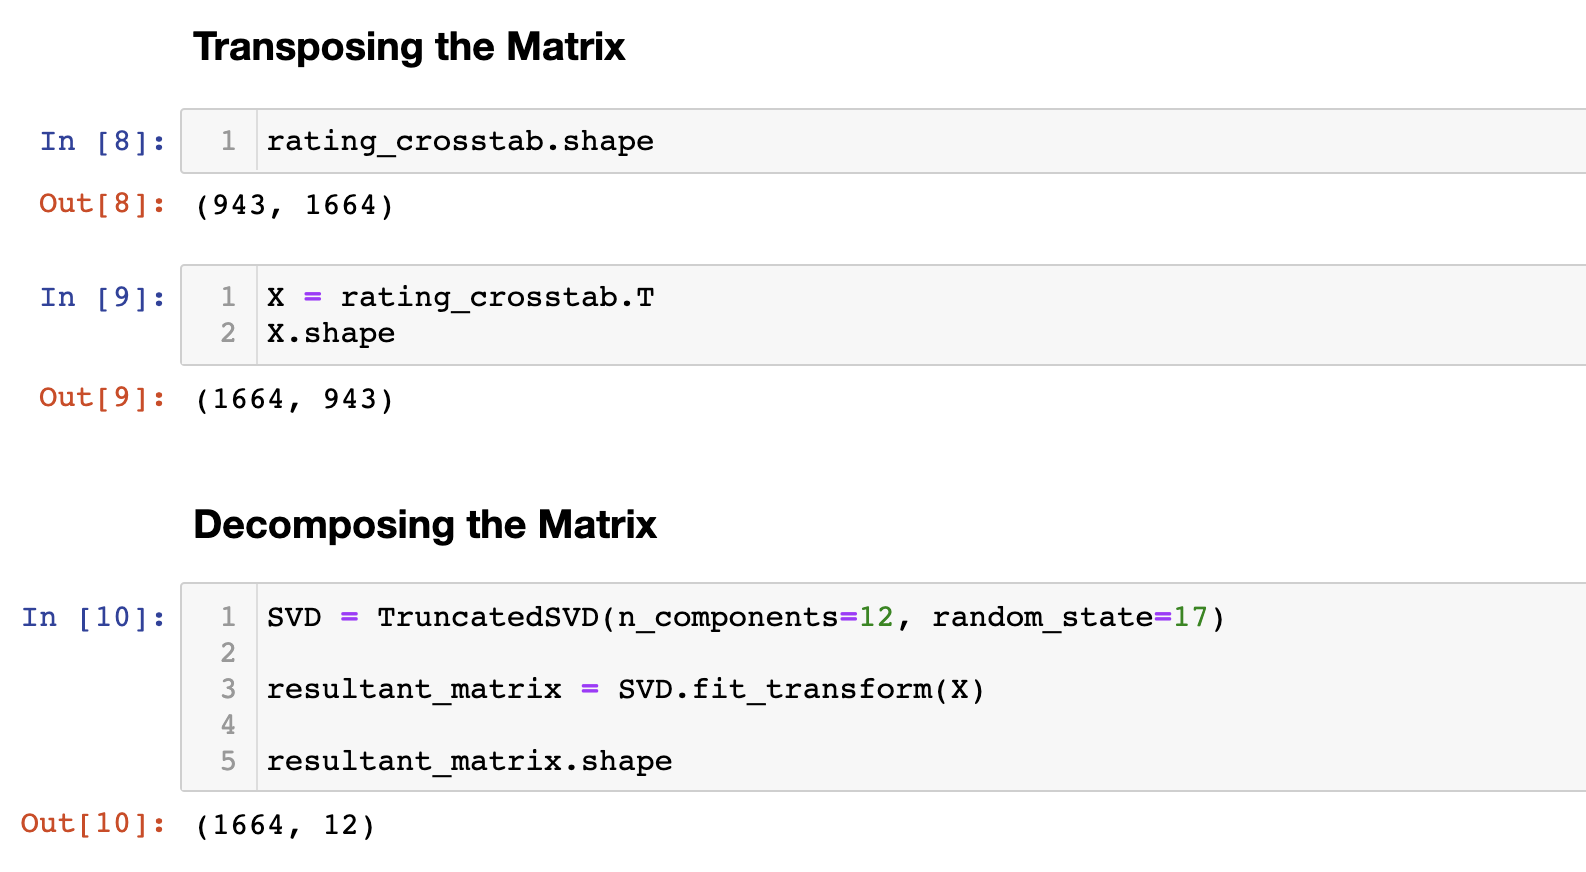 Transposing the Matrix
In [8]: 1 rating_crosstab.shape
Out[8]: (943, 1664)
In [9]: 1 X = rating_crosstab.T
2 X.shape
Out[9]: (1664, 943)
Decomposing the Matrix
In [10]: 1 SVD = TruncatedSVD(n_components=12, random_state=17)
2
3 resultant_matrix = SVD.fit_transform(X)
4
5 resultant_matrix.shape
Out[10]: (1664, 12)